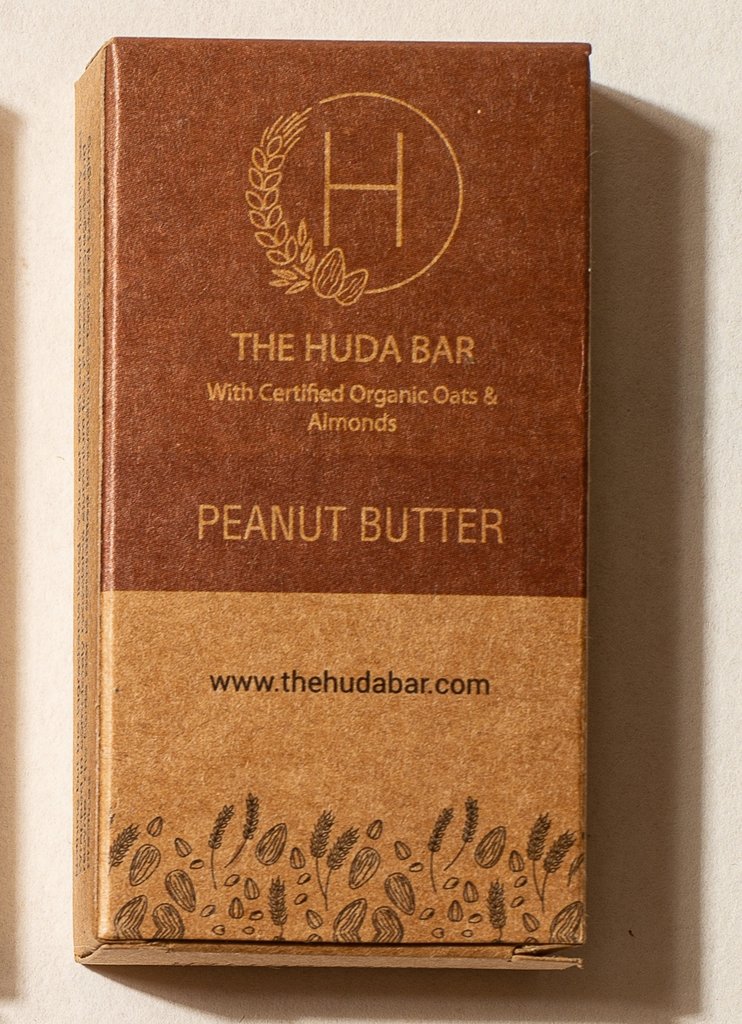 H
THE HUDA BAR
With Certified Organic Oats &
Almonds
PEANUT BUTTER
www.thehudabar.com